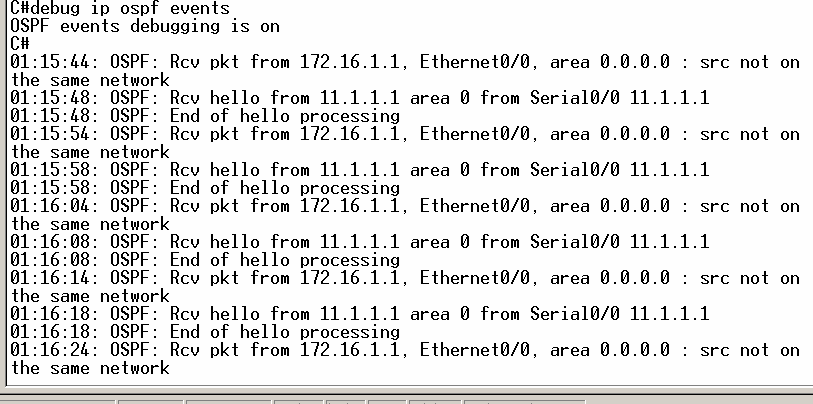 C#debug ip ospf events
OSPF events debugging is on
C#
01:15:44: OSPF: Rcv pkt from 172.16.1.1, Ethernet0/0, area 0.0.0.0 : src not on
the same network
01:15:48: OSPF: Rcv hello from 11.1.1.1 area 0 from Serial0/0 11.1.1.1
01:15:48: OSPF: End of hello processing
01:15:54: OSPF: Rcv pkt from 172.16.1.1, Ethernet0/0, area 0.0.0.0 : src not on
the same network
01:15:58: OSPF: Rcv hello from 11.1.1.1 area 0 from Serial0/0 11.1.1.1
01:15:58: OSPF: End of hello processing
01:16:04: OSPF: Rcv pkt from 172.16.1.1, Ethernet0/0, area 0.0.0.0 : src not on
the same network
01:16:08: OSPF: Rcv hello from 11.1.1.1 area 0 from Serial0/0 11.1.1.1
01:16:08: OSPF: End of hello processing
01:16:14: OSPF: Rcv pkt from 172.16.1.1, Ethernet0/0, area 0.0.0.0 : src not on
the same network
01:16:18: OSPF: Rcv hello from 11.1.1.1 area 0 from Serial0/0 11.1.1.1
01:16:18: OSPF: End of hello processing
01:16:24: OSPF: Rcv pkt from 172.16.1.1, Ethernet0/0, area 0.0.0.0 : src not on
the same network